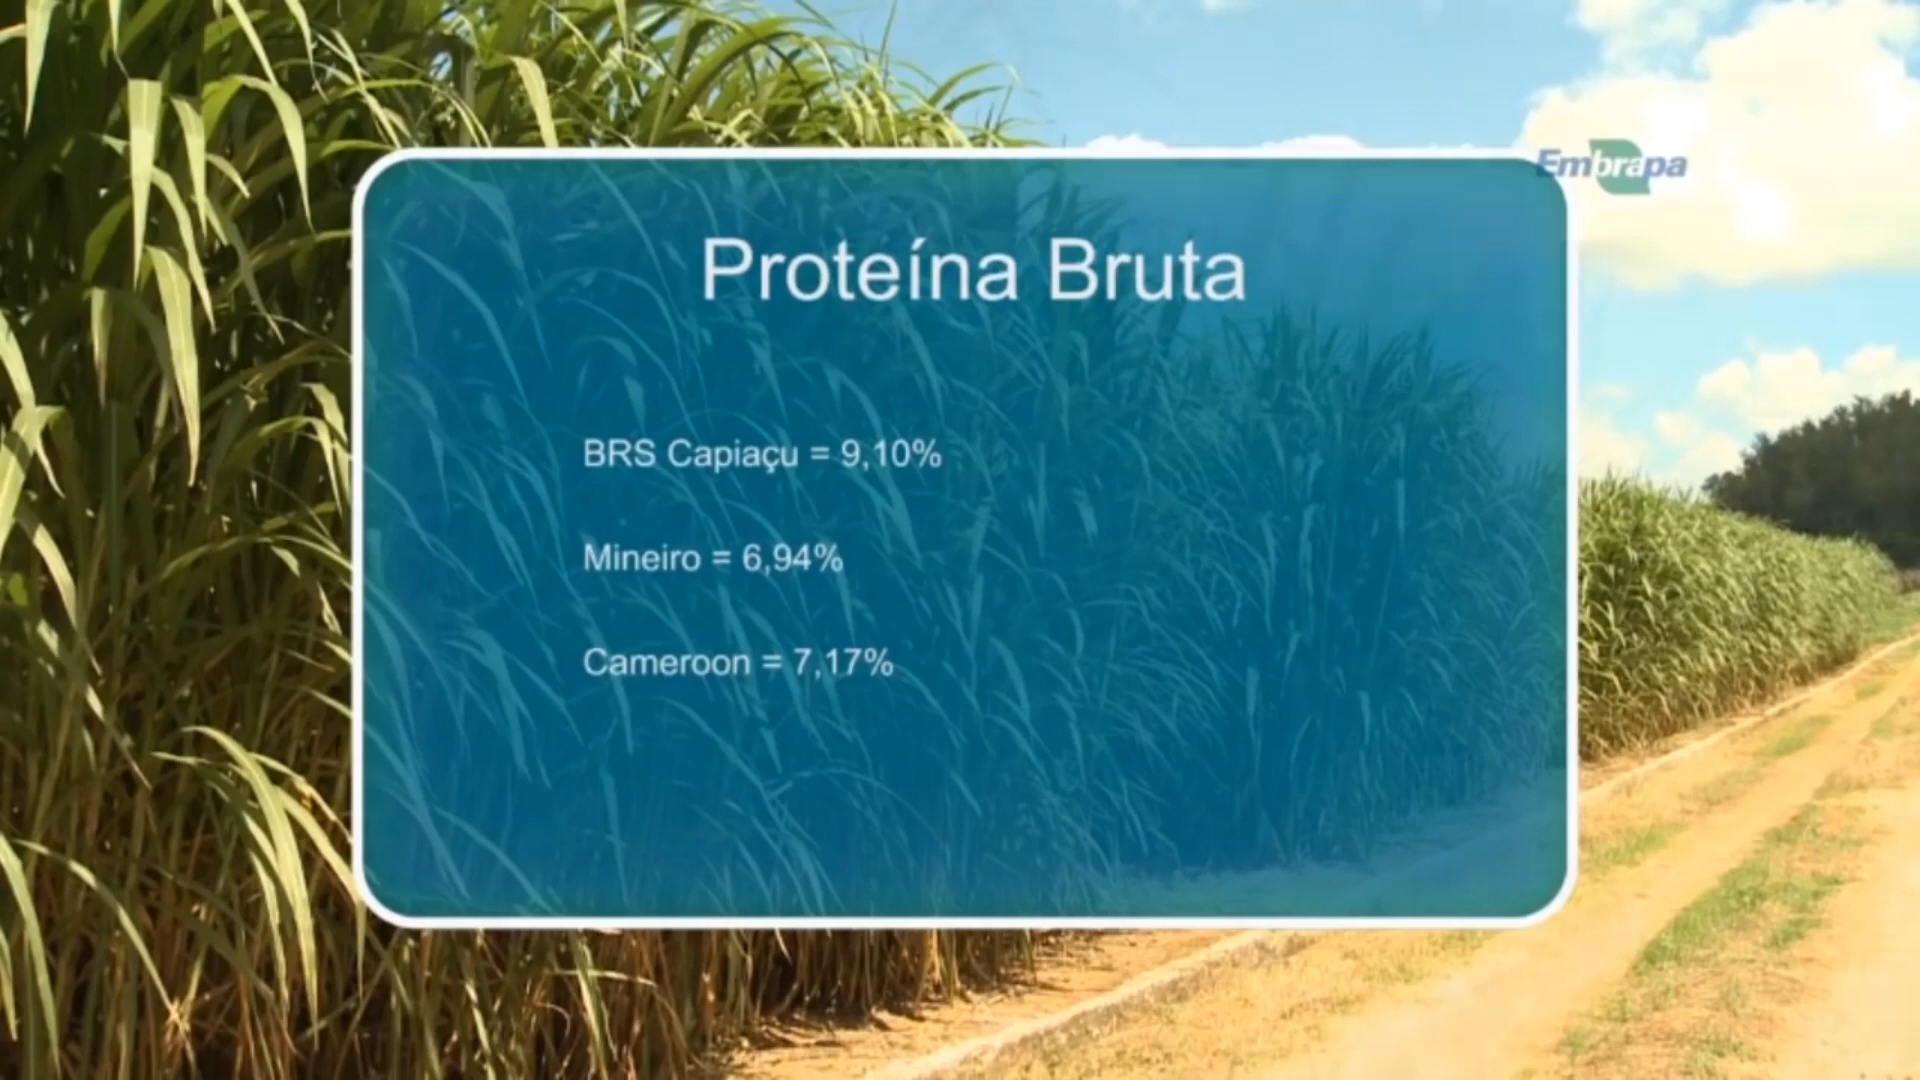 Embrapa
Proteína Bruta
BRS Capiaçu = 9,10%
Mineiro = 6,94%
Cameroon = 7,17%